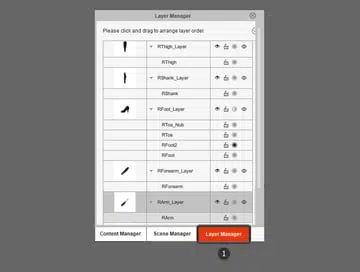 Layer Manager
Please click and drag to arrange layer order.
RThigh_Layer
RThigh
RShank_Layer
RShank
RFoot_Layer
RToe_Nub
RToe
RFoot2
RFoot
RForearm_Layer
RForearm
RArm_Layer
RArm
Content Manager Scene Manager Layer Manager
1